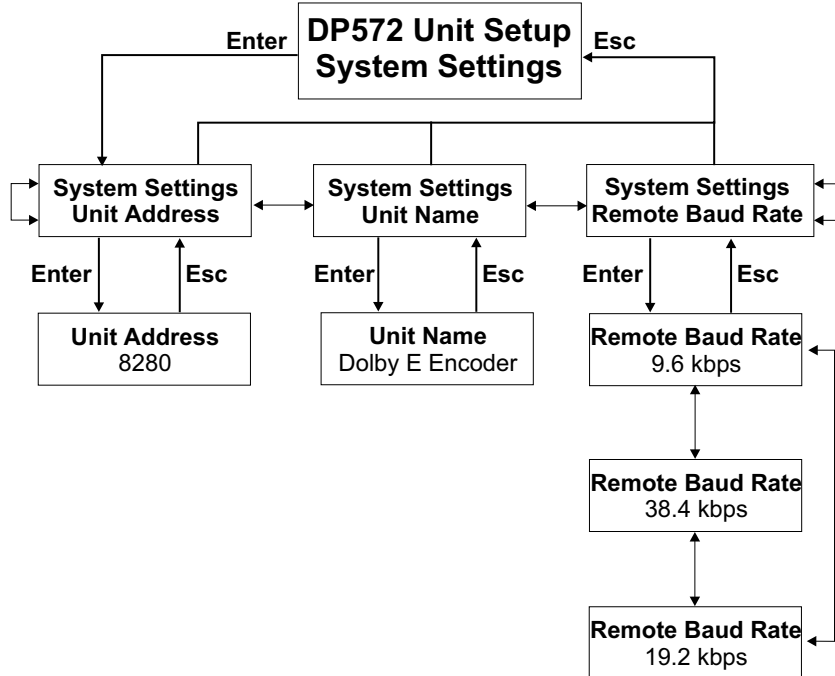 DP572 Unit Setup
System Settings
Enter
Esc
System Settings
Unit Address
System Settings
Unit Name
System Settings
Remote Baud Rate
Enter
Esc
Enter
Esc
Enter
Esc
Unit Address
8280
Unit Name
Dolby E Encoder
Remote Baud Rate
9.6 kbps
Remote Baud Rate
38.4 kbps
Remote Baud Rate
19.2 kbps